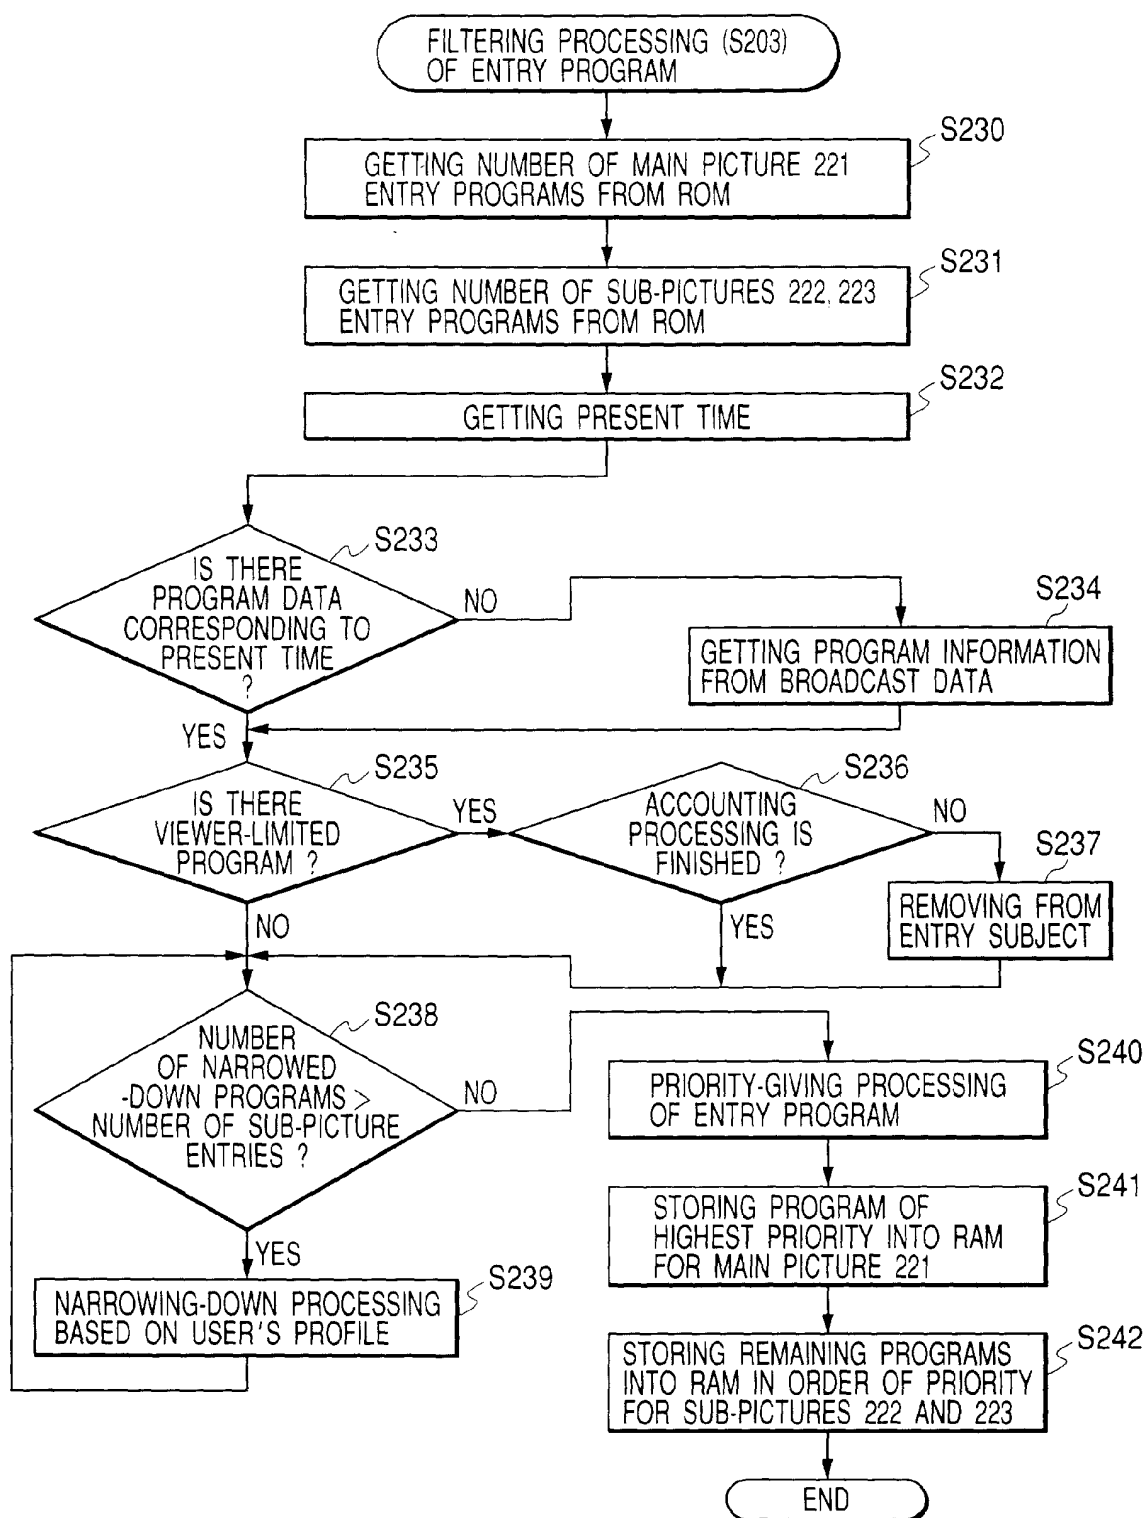 FILTERING PROCESSING (S203)
OF ENTRY PROGRAM
S230
GETTING NUMBER OF MAIN PICTURE 221
ENTRY PROGRAMS FROM ROM
S231
GETTING NUMBER OF SUB-PICTURES 222, 223
ENTRY PROGRAMS FROM ROM
S232
GETTING PRESENT TIME
S233
IS THERE
PROGRAM DATA
CORRESPONDING TO
PRESENT TIME
?
NO
S234
GETTING PROGRAM INFORMATION
FROM BROADCAST DATA
YES
S235
IS THERE
VIEWER-LIMITED
PROGRAM ?
YES
S236
ACCOUNTING
PROCESSING IS
FINISHED ?
NO
S237
REMOVING FROM
ENTRY SUBJECT
NO
YES
S238
NUMBER
OF NARROWED
-DOWN PROGRAMS >
NUMBER OF SUB-PICTURE
ENTRIES ?
NO
YES
S239
NARROWING-DOWN PROCESSING
BASED ON USER'S PROFILE
S240
PRIORITY-GIVING PROCESSING
OF ENTRY PROGRAM
S241
STORING PROGRAM OF
HIGHEST PRIORITY INTO RAM
FOR MAIN PICTURE 221
S242
STORING REMAINING PROGRAMS
INTO RAM IN ORDER OF PRIORITY
FOR SUB-PICTURES 222 AND 223
END